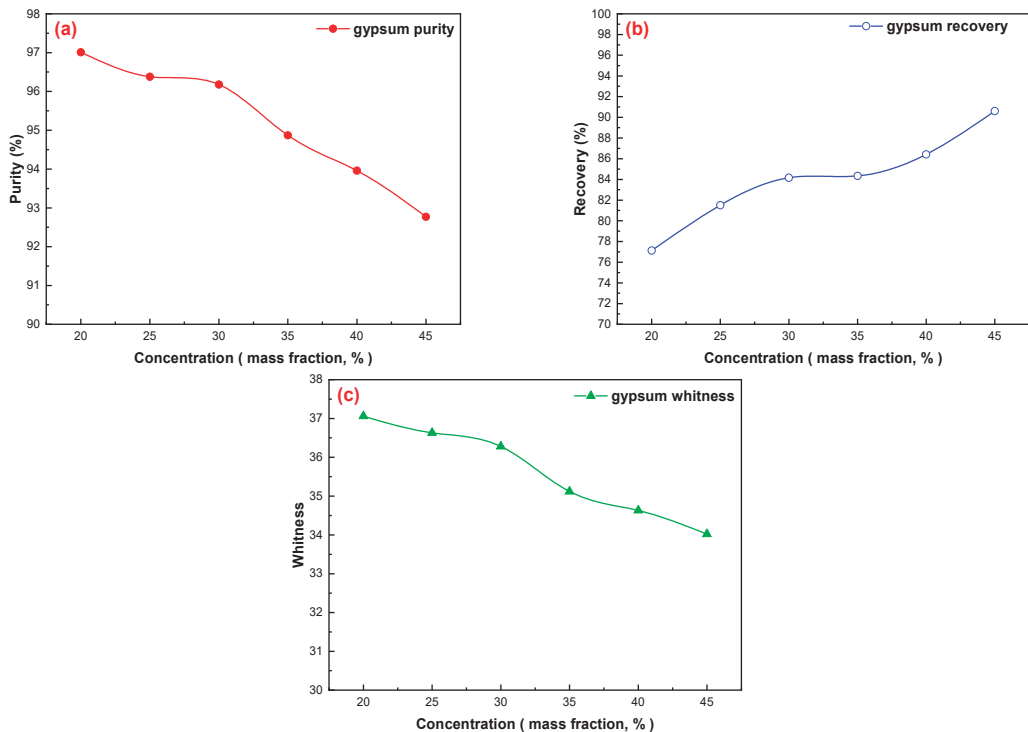 (a)
gypsum purity
98
97
96
95
94
93
92
91
90
Purity (%)
20 25 30 35 40 45
Concentration ( mass fraction, % )
(b)
gypsum recovery
100
98
96
94
92
90
88
86
84
82
80
78
76
74
72
70
Recovery (%)
20 25 30 35 40 45
Concentration ( mass fraction, % )
(c)
gypsum whitness
38
37
36
35
34
33
32
31
30
Whitness
20 25 30 35 40 45
Concentration ( mass fraction, % )